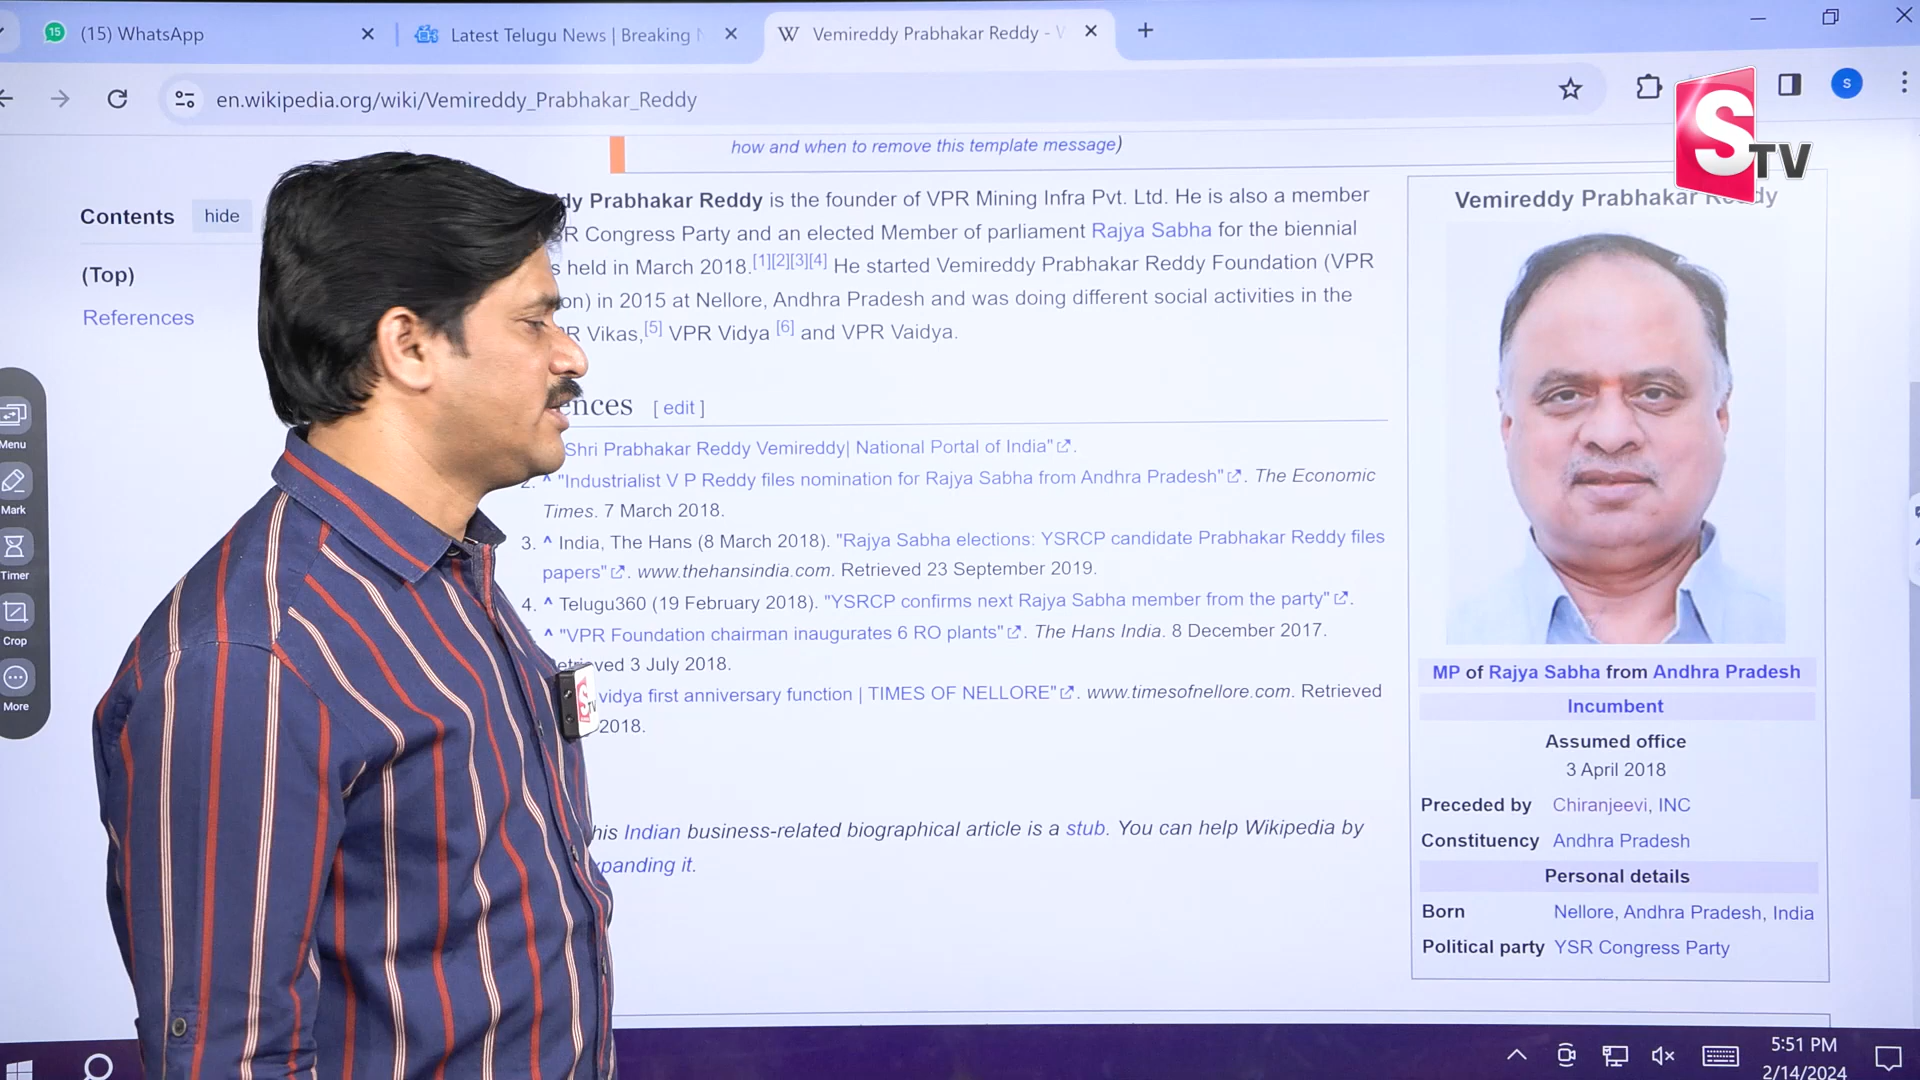 (15) WhatsApp
Latest Telugu News | Breaking
Vemireddy Prabhakar Reddy -
en.wikipedia.org/wiki/Vemireddy_Prabhakar_Reddy
S
S TV
how and when to remove this template message)
Contents hide
(Top)
References
Prabhakar Reddy is the founder of VPR Mining Infra Pvt. Ltd. He is also a member
Congress Party and an elected Member of parliament Rajya Sabha for the biennial
held in March 2018.[1][2][3][4] He started Vemireddy Prabhakar Reddy Foundation (VPR
in 2015 at Nellore, Andhra Pradesh and was doing different social activities in the
Vikas,[5] VPR Vidya [6] and VPR Vaidya.
[ edit ]
Shri Prabhakar Reddy Vemireddy| National Portal of India".
2. ^ "Industrialist V P Reddy files nomination for Rajya Sabha from Andhra Pradesh". The Economic
Times. 7 March 2018.
3. ^ India, The Hans (8 March 2018). "Rajya Sabha elections: YSRCP candidate Prabhakar Reddy files
papers". www.thehansindia.com. Retrieved 23 September 2019.
4. ^ Telugu360 (19 February 2018). "YSRCP confirms next Rajya Sabha member from the party".
^ "VPR Foundation chairman inaugurates 6 RO plants". The Hans India. 8 December 2017.
3 July 2018.
vidya first anniversary function | TIMES OF NELLORE". www.timesofnellore.com. Retrieved
2018.
Indian business-related biographical article is a stub. You can help Wikipedia by
it.
Vemireddy Prabhakar Reddy
MP of Rajya Sabha from Andhra Pradesh
Incumbent
Assumed office
3 April 2018
Preceded by Chiranjeevi, INC
Constituency Andhra Pradesh
Personal details
Born Nellore, Andhra Pradesh, India
Political party YSR Congress Party
Menu
Mark
Timer
Crop
More
S TV
5:51 PM
2/14/2024